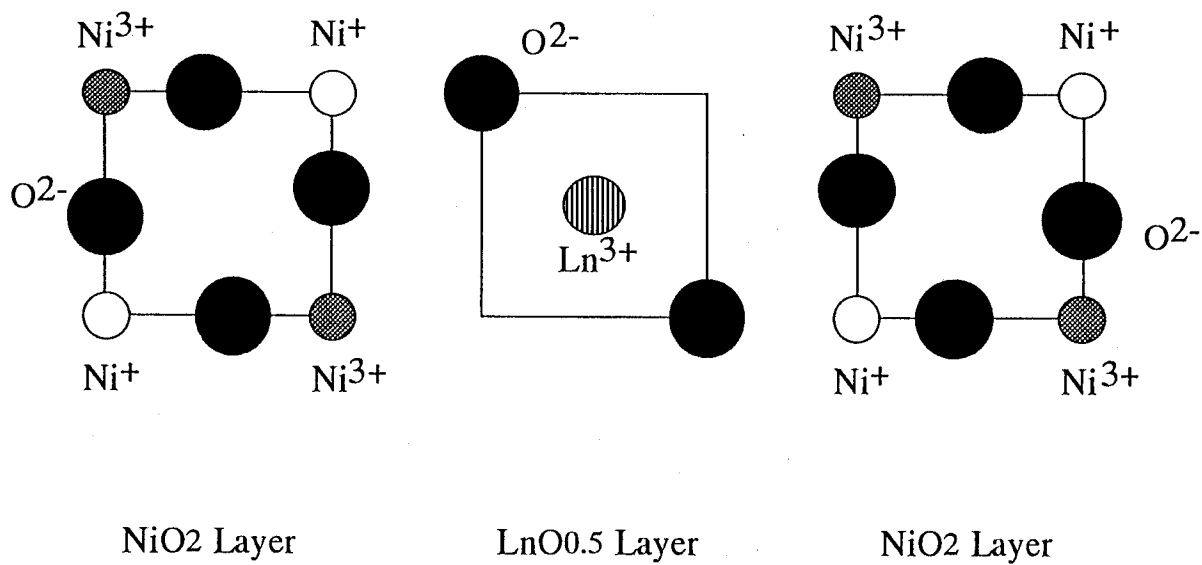 Ni3+ Ni+ O2- Ni3+ Ni+
O2- Ln3+ O2-
Ni+ Ni3+ Ni+ Ni3+
NiO2 Layer LnO0.5 Layer NiO2 Layer